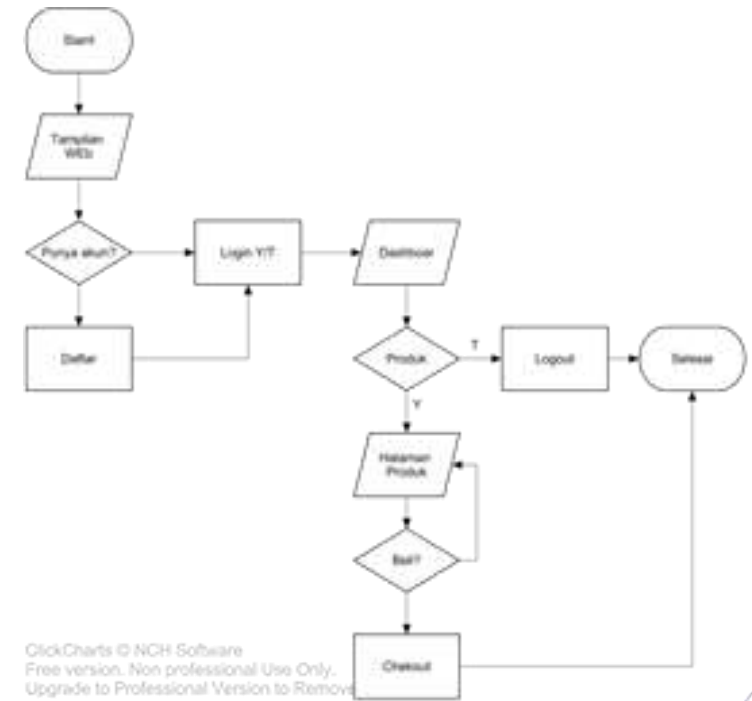 Start
Tampilan
WEb
Punya akun?
Login Y/T
Dashboar
Daftar
Produk
T
Logout
Selesai
Y
Halaman
Produk
Beli?
Chekout
ClickCharts © NCH Software
Free version. Non professional Use Only.
Upgrade to Professional Version to Remove